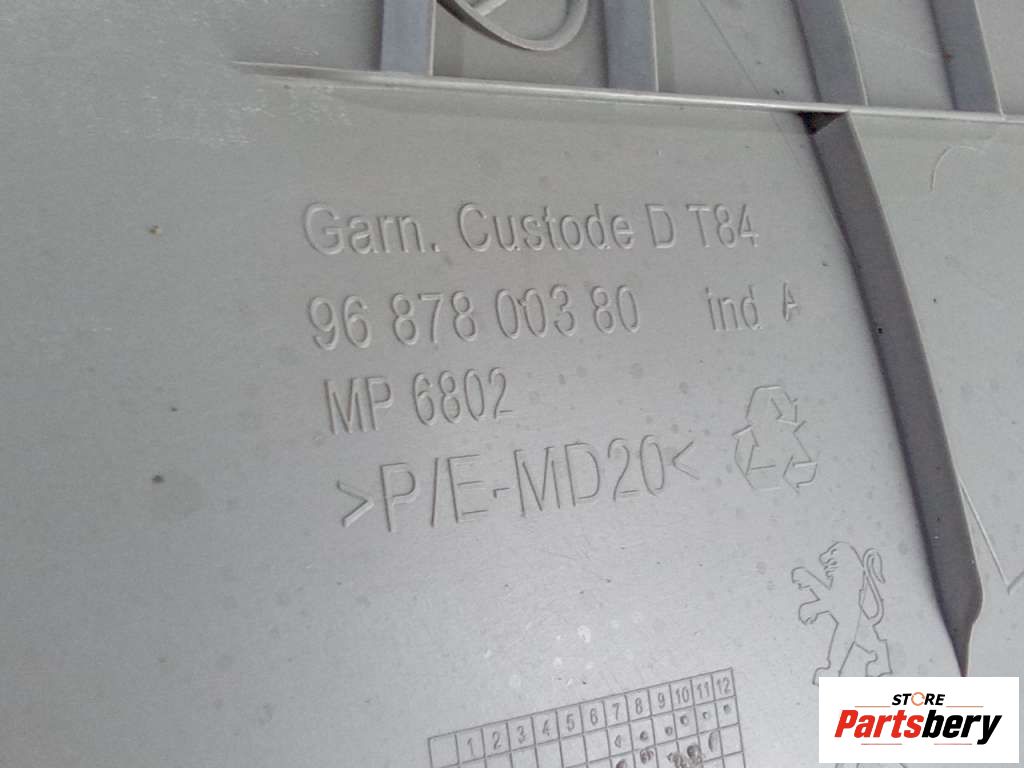 Garn. Custode D T84
96 878 003 80 ind A
MP 6802
>P/E-MD20<
1 2 3 4 5 6 7 8 9 10 11 12
STORE
Partsbery